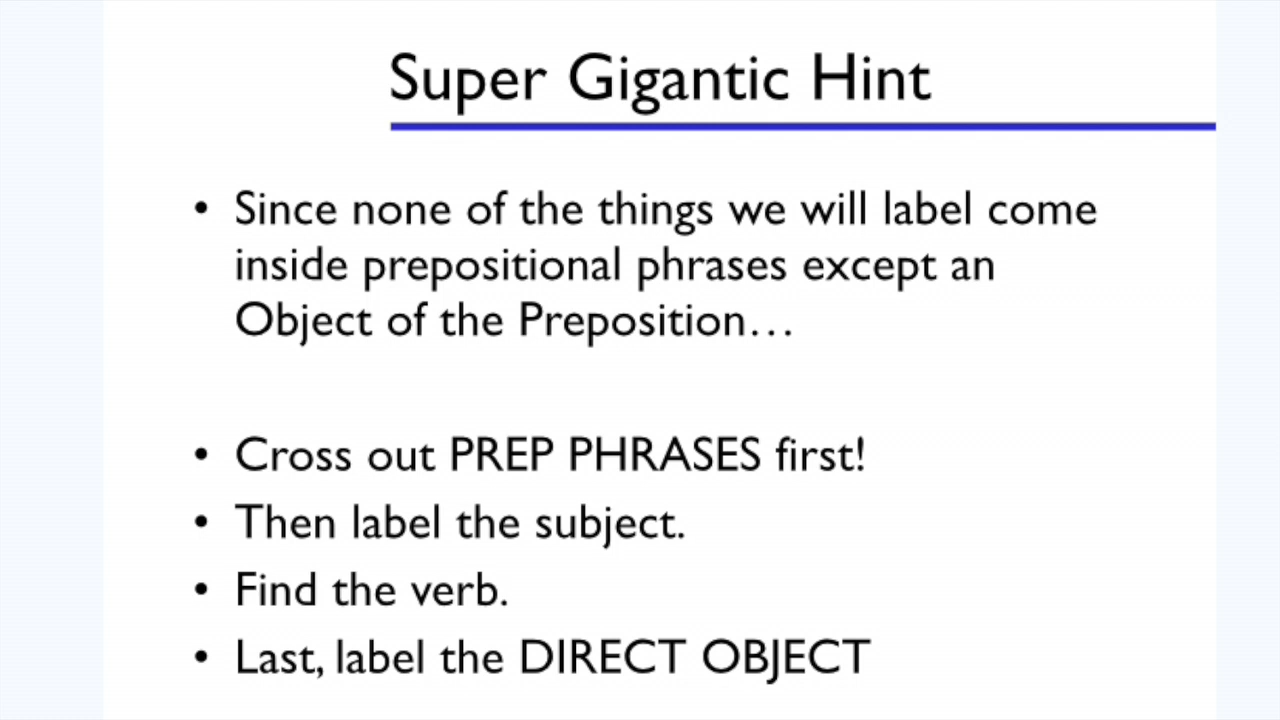 Super Gigantic Hint
• Since none of the things we will label come
inside prepositional phrases except an
Object of the Preposition…
• Cross out PREP PHRASES first!
• Then label the subject.
• Find the verb.
• Last, label the DIRECT OBJECT